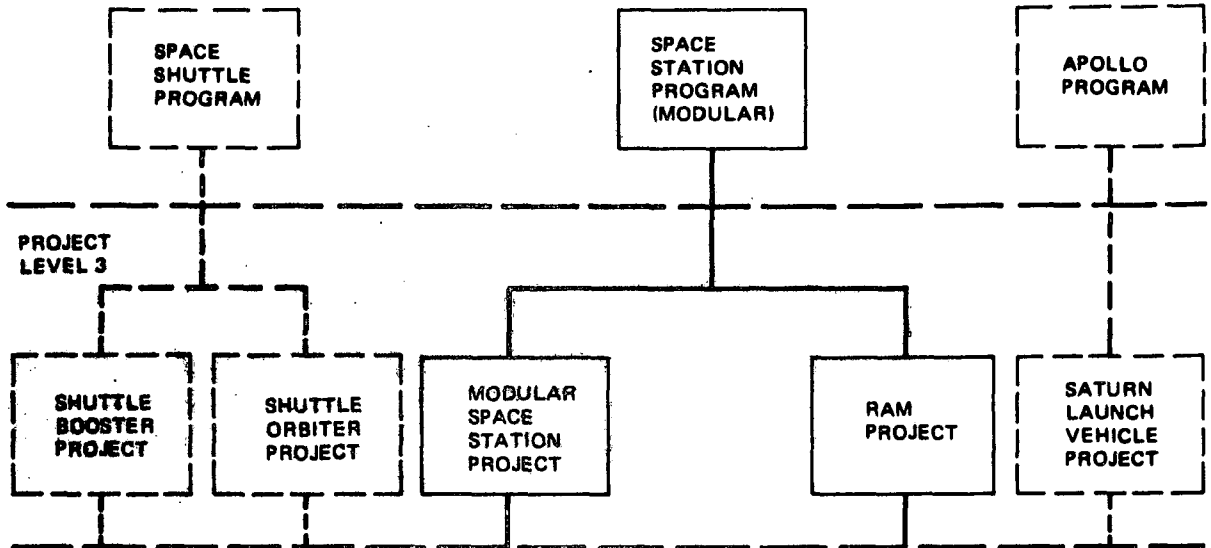 SPACE
SHUTTLE
PROGRAM
SPACE
STATION
PROGRAM
(MODULAR)
APOLLO
PROGRAM
PROJECT
LEVEL 3
SHUTTLE
BOOSTER
PROJECT
SHUTTLE
ORBITER
PROJECT
MODULAR
SPACE
STATION
PROJECT
RAM
PROJECT
SATURN
LAUNCH
VEHICLE
PROJECT